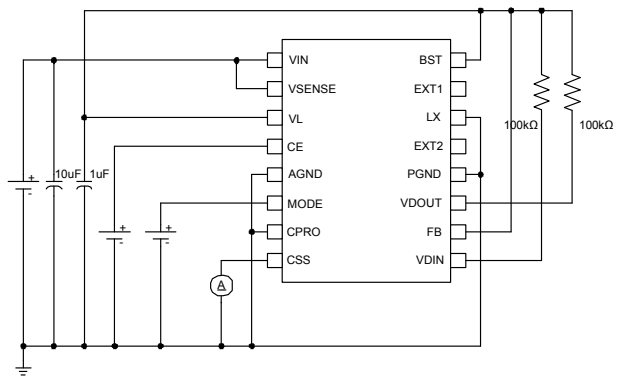 VIN
BST
VSENSE
EXT1
VL
LX
100kΩ
100kΩ
CE
EXT2
10uF
1uF
AGND
PGND
MODE
VDOUT
CPRO
FB
CSS
VDIN
A
+
-
+
-
+
-